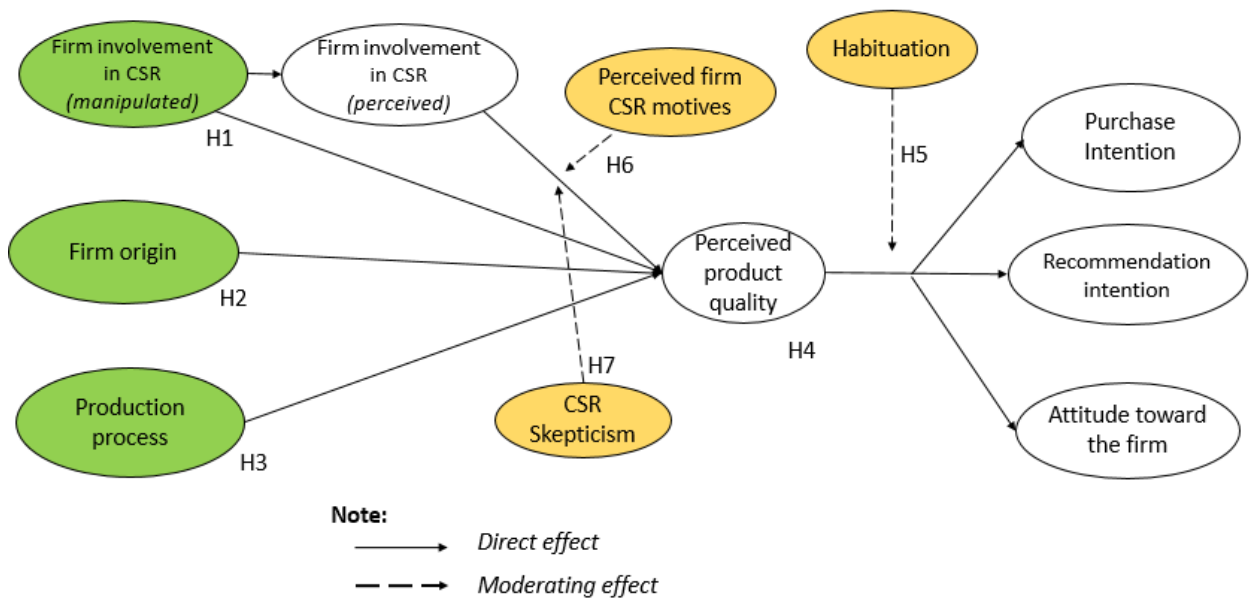 Firm involvement
in CSR
(manipulated)
Firm involvement
in CSR
(perceived)
Perceived firm
CSR motives
Habituation
Purchase
Intention
H1
H6
H5
Firm origin
H2
Perceived
product
quality
Recommendation
intention
H4
H7
Production
process
H3
CSR
Skepticism
Attitude toward
the firm
Note:
Direct effect
Moderating effect